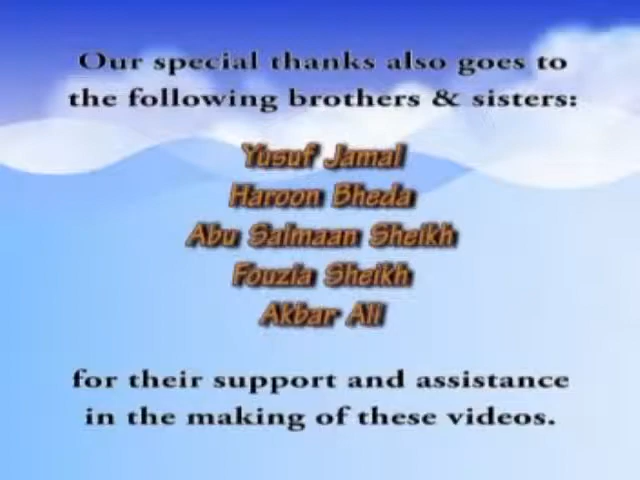 Our special thanks also goes to
the following brothers & sisters:
Yusuf Jamal
Haroon Bheda
Abu Salmaan Sheikh
Fouzia Sheikh
Akbar Ali
for their support and assistance
in the making of these videos.